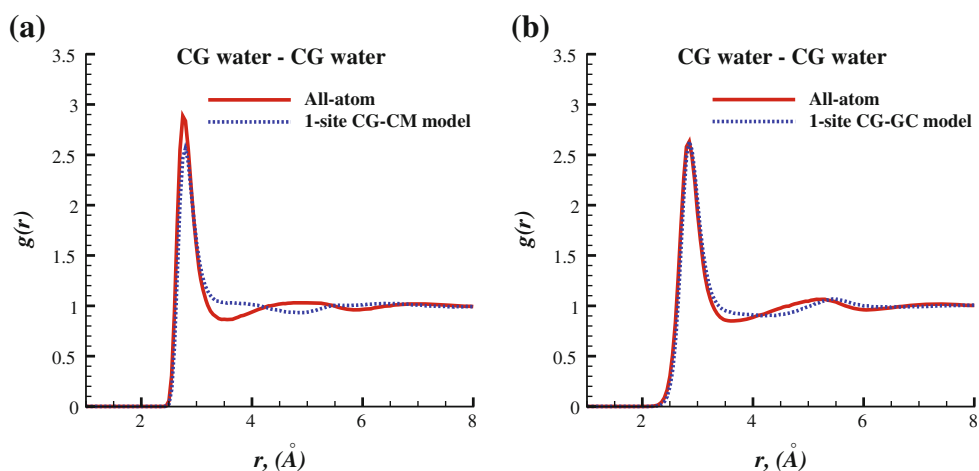 (a)
CG water - CG water
All-atom
1-site CG-CM model
g(r)
3.5
3
2.5
2
1.5
1
0.5
0
2
4
6
8
r, (Å)
(b)
CG water - CG water
All-atom
1-site CG-GC model
g(r)
3.5
3
2.5
2
1.5
1
0.5
0
2
4
6
8
r, (Å)